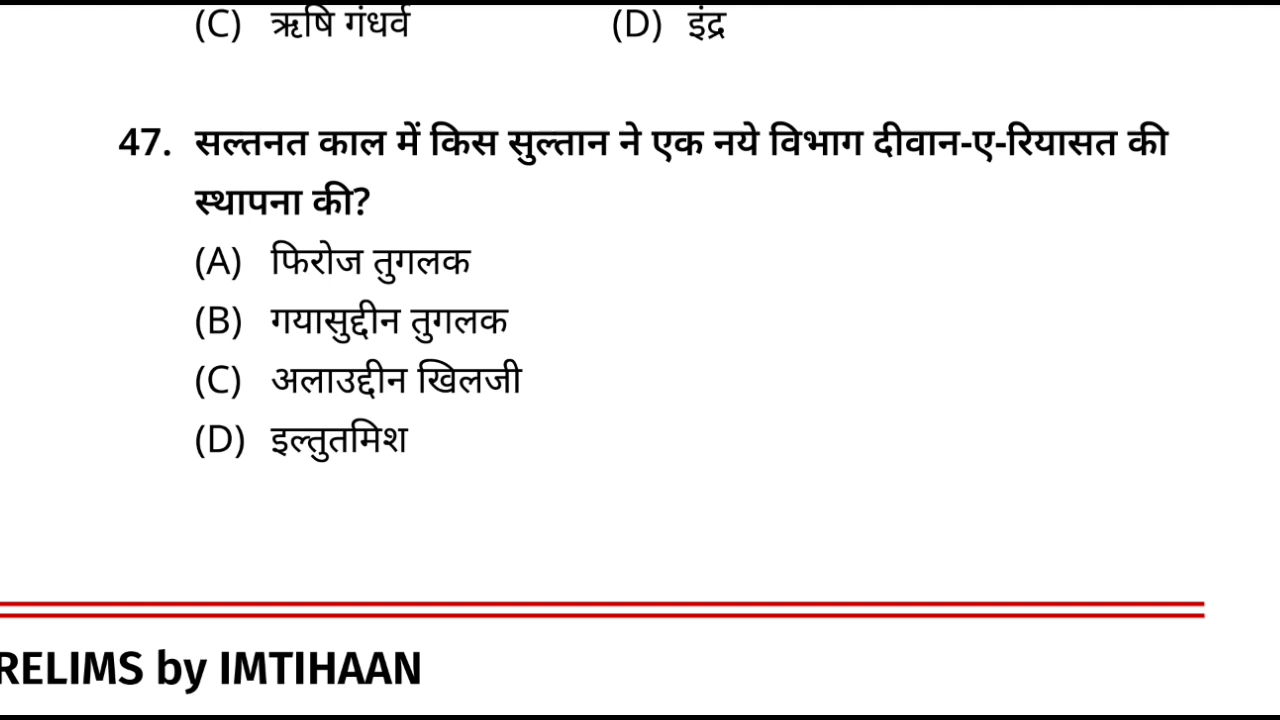 (C) ऋषि गंधर्व (D) इंद्र
47. सल्तनत काल में किस सुल्तान ने एक नये विभाग दीवान-ए-रियासत की
स्थापना की?
(A) फिरोज तुगलक
(B) गयासुद्दीन तुगलक
(C) अलाउद्दीन खिलजी
(D) इल्तुतमिश
RELIMS by IMTIHAAN